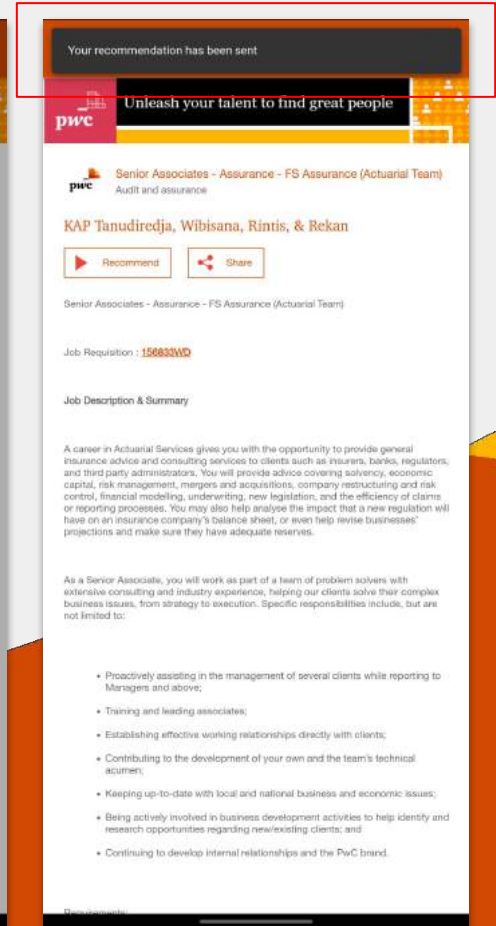 Your recommendation has been sent
pwc
Unleash your talent to find great people
pwc
Senior Associates - Assurance - FS Assurance (Actuarial Team)
Audit and assurance
KAP Tanudiredja, Wibisana, Rintis, & Rekan
Recommend
Share
Senior Associates - Assurance - FS Assurance (Actuarial Team)
Job Requisition : 156833WD
Job Description & Summary
A career in Actuarial Services gives you with the opportunity to provide general
insurance advice and consulting services to clients such as insurers, banks, regulators,
and third party administrators. You will provide advice covering solvency, economic
capital, risk management, mergers and acquisitions, company restructuring and risk
control, financial modelling, underwriting, new legislation, and the efficiency of claims
or reporting processes. You may also help analyse the impact that a new regulation will
have on an insurance company's balance sheet, or even help revise businesses'
projections and make sure they have adequate reserves.
As a Senior Associate, you will work as part of a team of problem solvers with
extensive consulting and industry experience, helping our clients solve their complex
business issues, from strategy to execution. Specific responsibilities include, but are
not limited to:
• Proactively assisting in the management of several clients while reporting to
Managers and above;
• Training and leading associates;
• Establishing effective working relationships directly with clients;
• Contributing to the development of your own and the team's technical
acumen;
• Keeping up-to-date with local and national business and economic issues;
• Being actively involved in business development activities to help identify and
research opportunities regarding new/existing clients; and
• Continuing to develop internal relationships and the PwC brand.
Requirements: